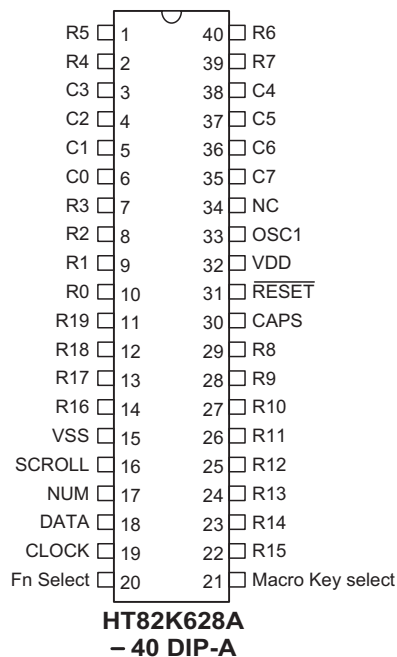 R5 1 40 R6
R4 2 39 R7
C3 3 38 C4
C2 4 37 C5
C1 5 36 C6
C0 6 35 C7
R3 7 34 NC
R2 8 33 OSC1
R1 9 32 VDD
R0 10 31 RESET
R19 11 30 CAPS
R18 12 29 R8
R17 13 28 R9
R16 14 27 R10
VSS 15 26 R11
SCROLL 16 25 R12
NUM 17 24 R13
DATA 18 23 R14
CLOCK 19 22 R15
Fn Select 20 21 Macro Key select
HT82K628A
– 40 DIP-A